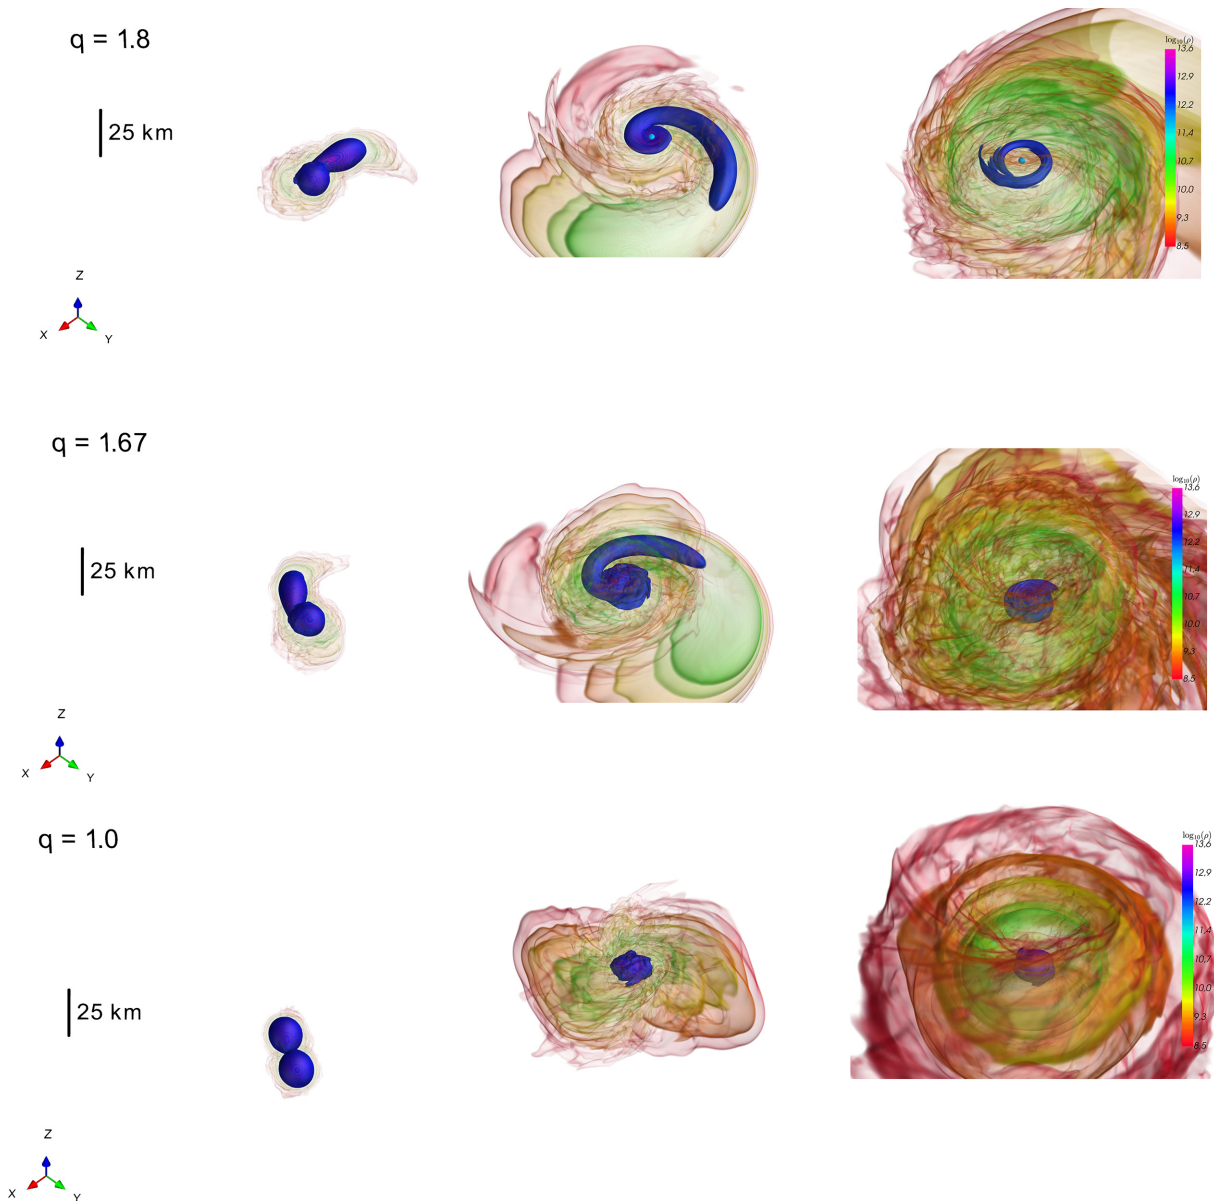 q = 1.8
25 km
log₁₀(ρ)
13.6
12.9
12.2
11.4
10.7
10.0
9.3
8.5
Z
X
Y
q = 1.67
25 km
log₁₀(ρ)
13.6
12.9
12.2
11.4
10.7
10.0
9.3
8.5
Z
X
Y
q = 1.0
25 km
log₁₀(ρ)
13.6
12.9
12.2
11.4
10.7
10.0
9.3
8.5
Z
X
Y